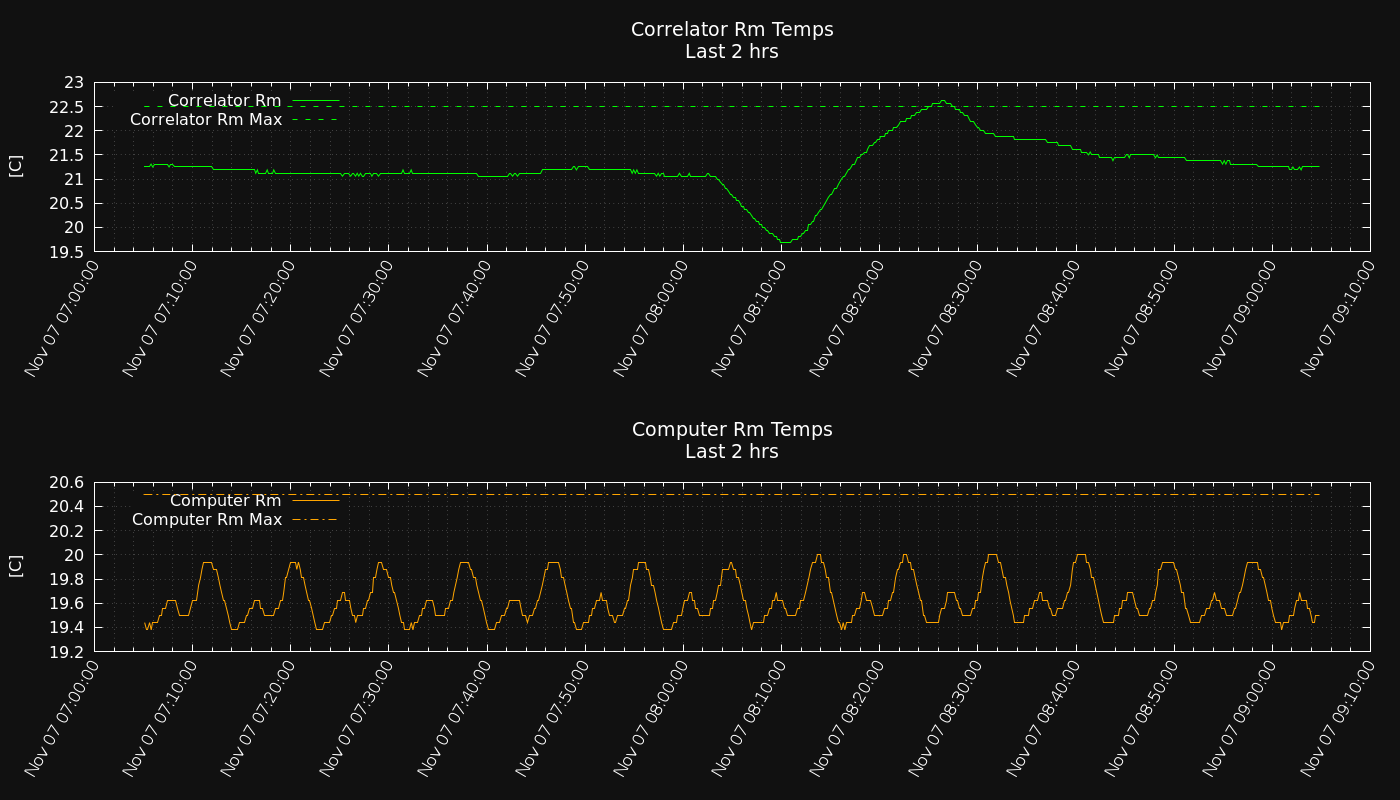 Correlator Rm Temps
Last 2 hrs
23
22.5
22
21.5
21
20.5
20
19.5
[C]
Correlator Rm
Correlator Rm Max
Nov 07 07:00:00
Nov 07 07:10:00
Nov 07 07:20:00
Nov 07 07:30:00
Nov 07 07:40:00
Nov 07 07:50:00
Nov 07 08:00:00
Nov 07 08:10:00
Nov 07 08:20:00
Nov 07 08:30:00
Nov 07 08:40:00
Nov 07 08:50:00
Nov 07 09:00:00
Nov 07 09:10:00
Computer Rm Temps
Last 2 hrs
20.6
20.4
20.2
20
19.8
19.6
19.4
19.2
[C]
Computer Rm
Computer Rm Max
Nov 07 07:00:00
Nov 07 07:10:00
Nov 07 07:20:00
Nov 07 07:30:00
Nov 07 07:40:00
Nov 07 07:50:00
Nov 07 08:00:00
Nov 07 08:10:00
Nov 07 08:20:00
Nov 07 08:30:00
Nov 07 08:40:00
Nov 07 08:50:00
Nov 07 09:00:00
Nov 07 09:10:00